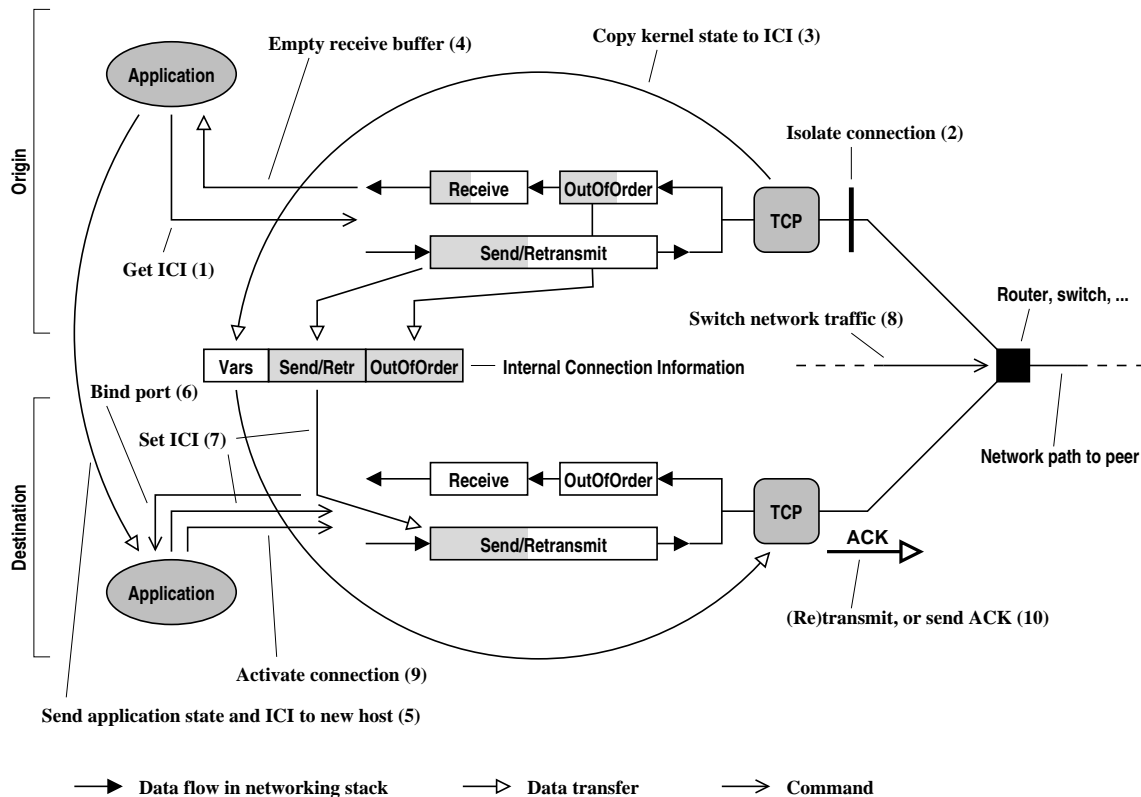 Empty receive buffer (4)
Copy kernel state to ICI (3)
Application
Isolate connection (2)
Origin
Receive
OutOfOrder
TCP
Send/Retransmit
Get ICI (1)
Router, switch, ...
Switch network traffic (8)
Vars
Send/Retr
OutOfOrder
Internal Connection Information
Bind port (6)
Set ICI (7)
Network path to peer
Destination
Receive
OutOfOrder
TCP
Send/Retransmit
ACK
Application
(Re)transmit, or send ACK (10)
Activate connection (9)
Send application state and ICI to new host (5)
Data flow in networking stack
Data transfer
Command